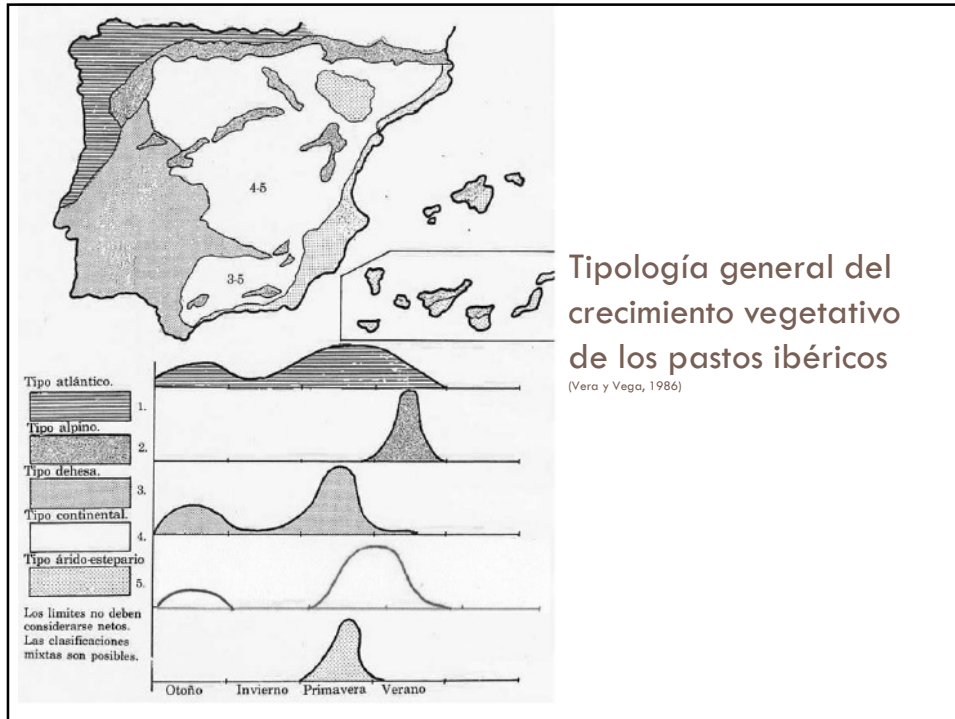 4-5
3-5
Tipología general del
crecimiento vegetativo
de los pastos ibéricos
(Vera y Vega, 1986)
Tipo atlántico.
1.
Tipo alpino.
2.
Tipo dehesa.
3.
Tipo continental.
4.
Tipo árido-estepario
5.
Los límites no deben
considerarse netos.
Las clasificaciones
mixtas son posibles.
Otoño Invierno Primavera Verano